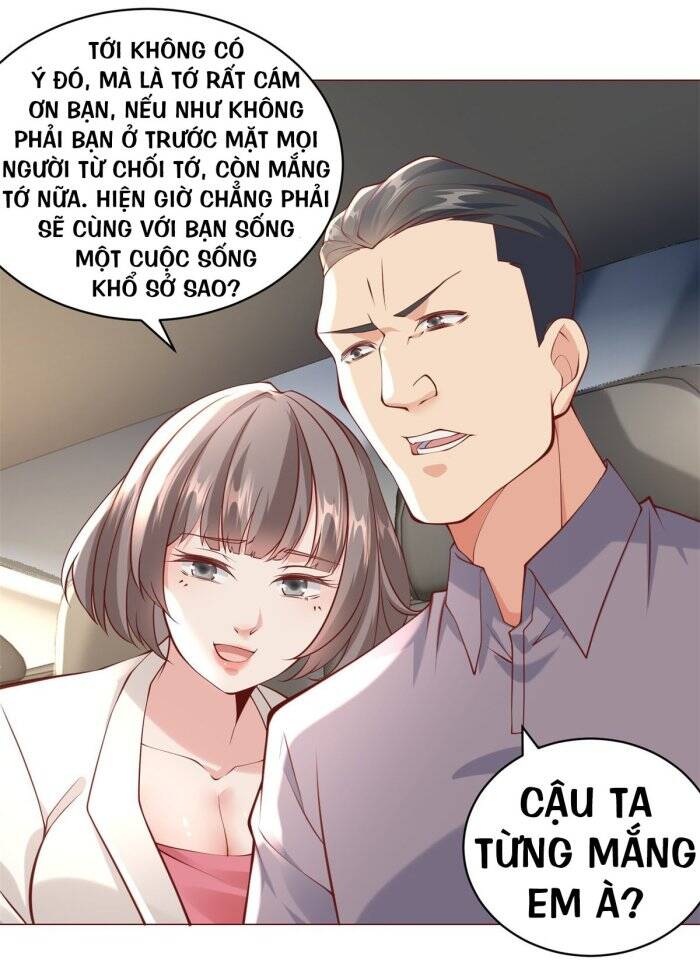 TỚI KHÔNG CÓ
Ý ĐÓ, MÀ LÀ TỚ RẤT CÁM
ƠN BẠN, NẾU NHƯ KHÔNG
PHẢI BẠN Ở TRƯỚC MẶT MỌI
NGƯỜI TỪ CHỐI TỚ, CÒN MẮNG
TỚ NỮA. HIỆN GIỜ CHẲNG PHẢI
SẼ CÙNG VỚI BẠN SỐNG
MỘT CUỘC SỐNG
KHỔ SỞ SAO?
CẬU TA
TỪNG MẮNG
EM À?